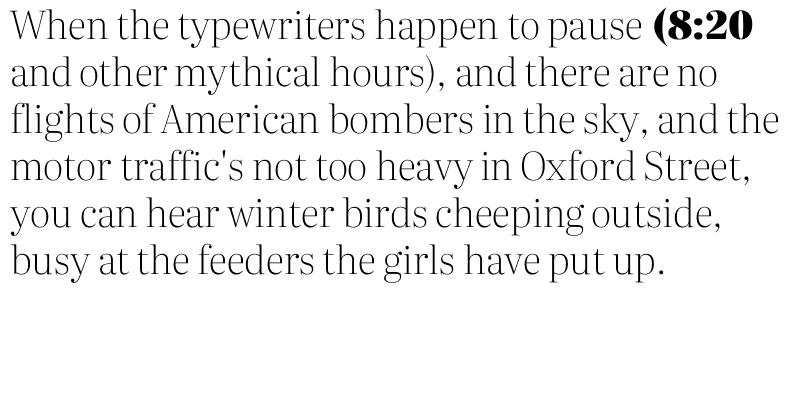 When the typewriters happen to pause (8:20
and other mythical hours), and there are no
flights of American bombers in the sky, and the
motor traffic's not too heavy in Oxford Street,
you can hear winter birds cheeping outside,
busy at the feeders the girls have put up.